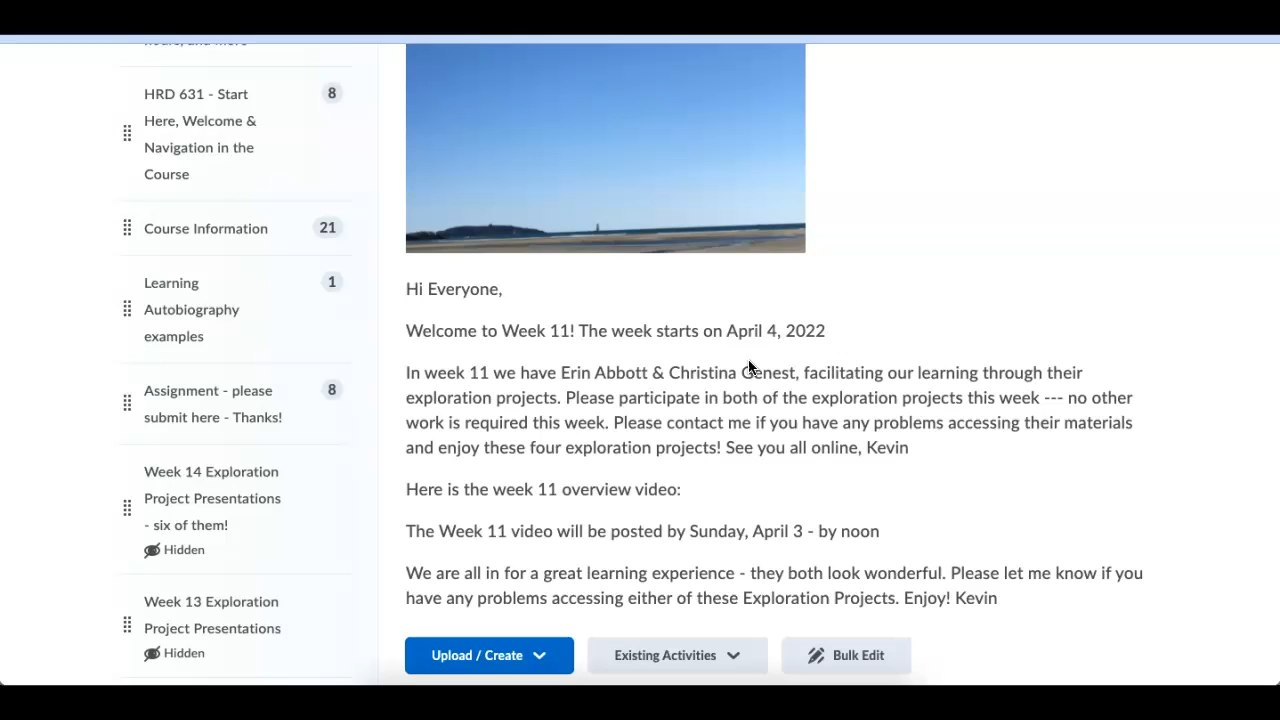 hours, and more
HRD 631 - Start
Here, Welcome &
Navigation in the
Course
8
Course Information
21
Learning
Autobiography
examples
1
Assignment - please
submit here - Thanks!
8
Week 14 Exploration
Project Presentations
- six of them!
Hidden
Week 13 Exploration
Project Presentations
Hidden
Hi Everyone,
Welcome to Week 11! The week starts on April 4, 2022
In week 11 we have Erin Abbott & Christina Genest, facilitating our learning through their
exploration projects. Please participate in both of the exploration projects this week --- no other
work is required this week. Please contact me if you have any problems accessing their materials
and enjoy these four exploration projects! See you all online, Kevin
Here is the week 11 overview video:
The Week 11 video will be posted by Sunday, April 3 - by noon
We are all in for a great learning experience - they both look wonderful. Please let me know if you
have any problems accessing either of these Exploration Projects. Enjoy! Kevin
Upload / Create
Existing Activities
Bulk Edit